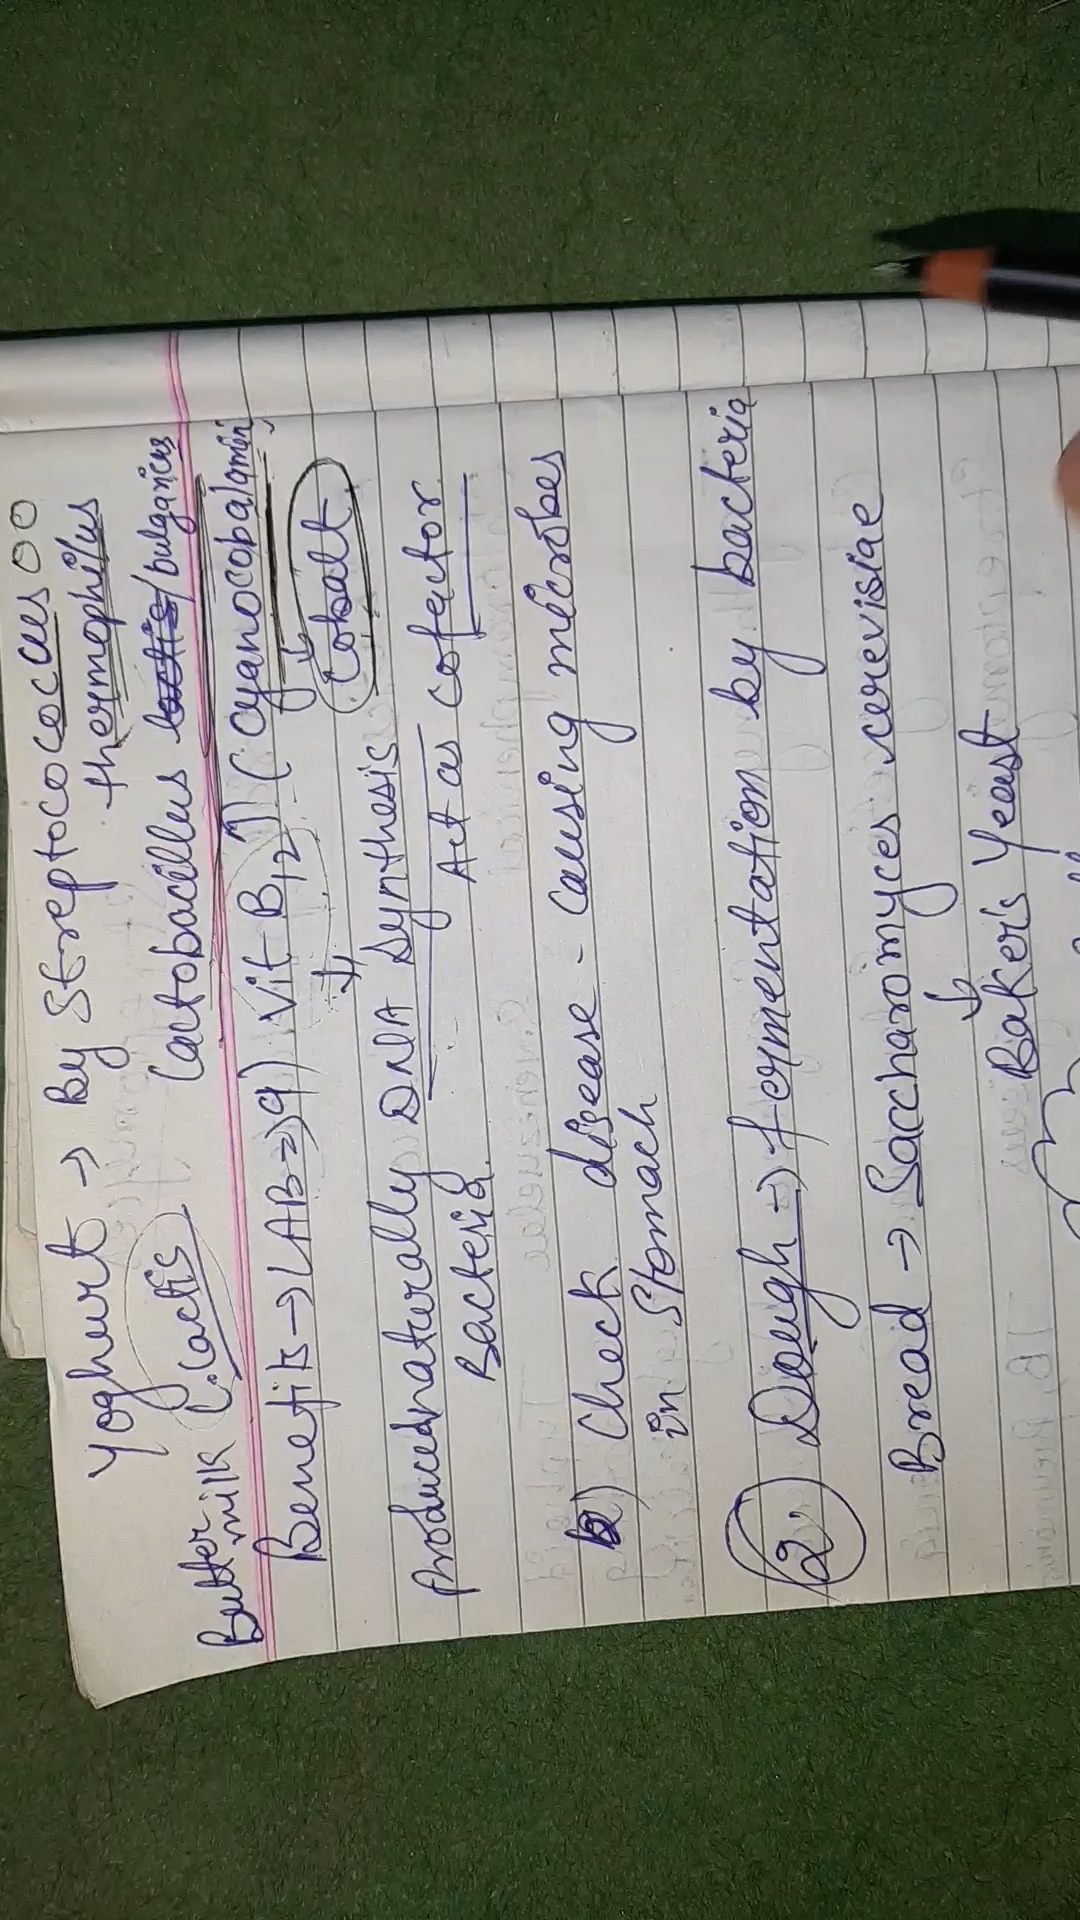 Yoghurt → By Streptococcus
thermophilus
Lactobacillus lactis/bulgaricus
Butter milk L. lactis
Benefits → LAB ⇒ a) Vit B12 ] (cyanocobalamin)
↓ Cobalt
Produced naturally DNA synthesis
Bacteria. Act as cofactor
b) Check disease - causing microbes
in Stomach
2. Dough → fermentation by bacteria
Bread → Saccharomyces cerevisiae
↓
Baker's Yeast